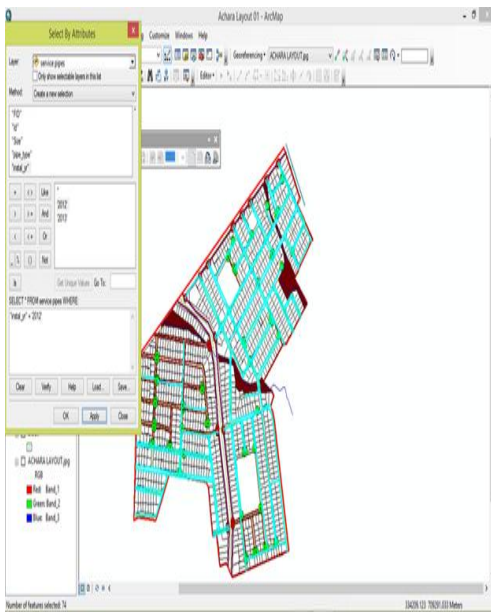 Achara Layout 01 - ArcMap
Select By Attributes
Customize Windows Help
Layer: service pipes
Only show selectable layers in this list
Georeferencing ACHARA LAYOUT.jpg
Editor
Method: Create a new selection
"FID"
"Id"
"Size"
"pipe_type"
"instal_yr"
= <> Like
> >= And
< <= Or
_ % () Not
Is
'2012'
'2013'
Get Unique Values Go To:
SELECT * FROM service pipes WHERE:
"instal_yr" = '2012'
Clear Verify Help Load... Save...
OK Apply Close
ACHARA LAYOUT.jpg
RGB
Red: Band_1
Green: Band_2
Blue: Band_3
Number of features selected: 74